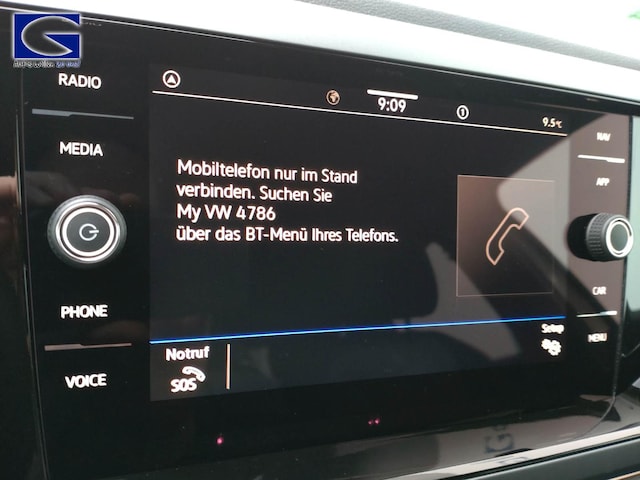 G
RADIO
MEDIA
PHONE
VOICE
9:09
9.5°C
Mobiltelefon nur im Stand
verbinden. Suchen Sie
My VW 4786
über das BT-Menü Ihres Telefons.
Notruf
SOS
Setup
NAV
APP
CAR
MENU